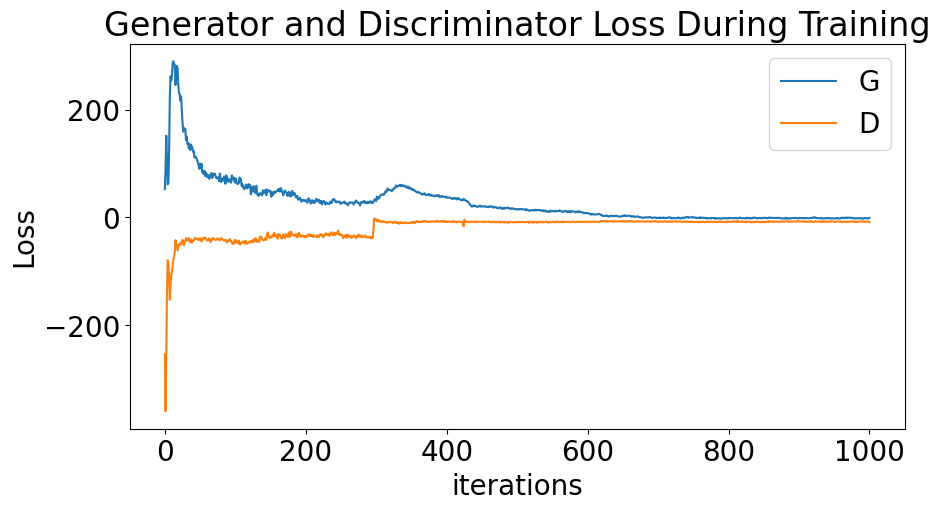 Generator and Discriminator Loss During Training
G
D
200
0
−200
Loss
0 200 400 600 800 1000
iterations